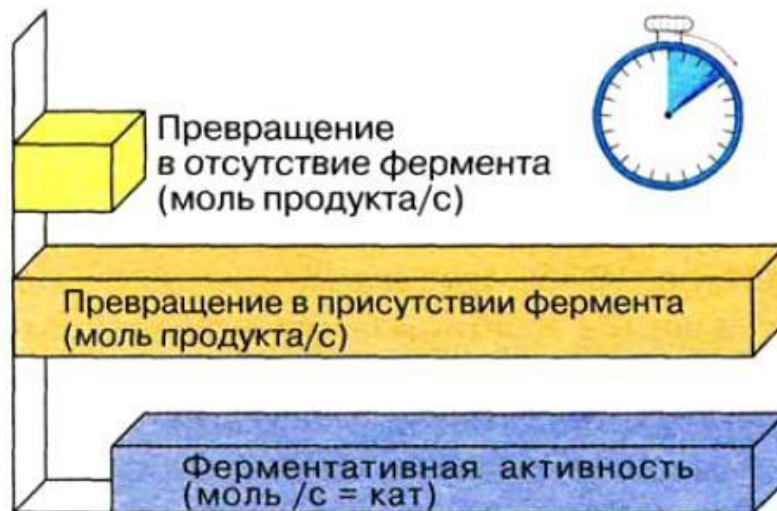 Превращение
в отсутствие фермента
(моль продукта/с)
Превращение в присутствии фермента
(моль продукта/с)
Ферментативная активность
(моль /с = кат)